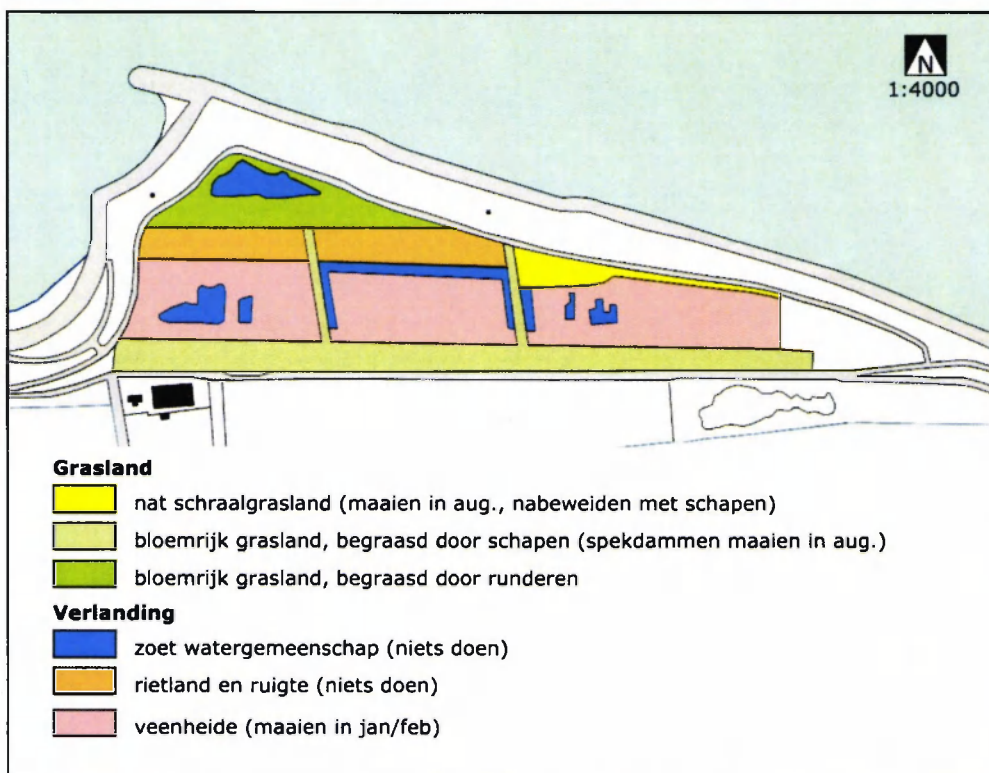 N
1:4000
Grasland
nat schraalgrasland (maaien in aug., nabeweiden met schapen)
bloemrijk grasland, begraasd door schapen (spekdammen maaien in aug.)
bloemrijk grasland, begraasd door runderen
Verlanding
zoet watergemeenschap (niets doen)
rietland en ruigte (niets doen)
veenheide (maaien in jan/feb)